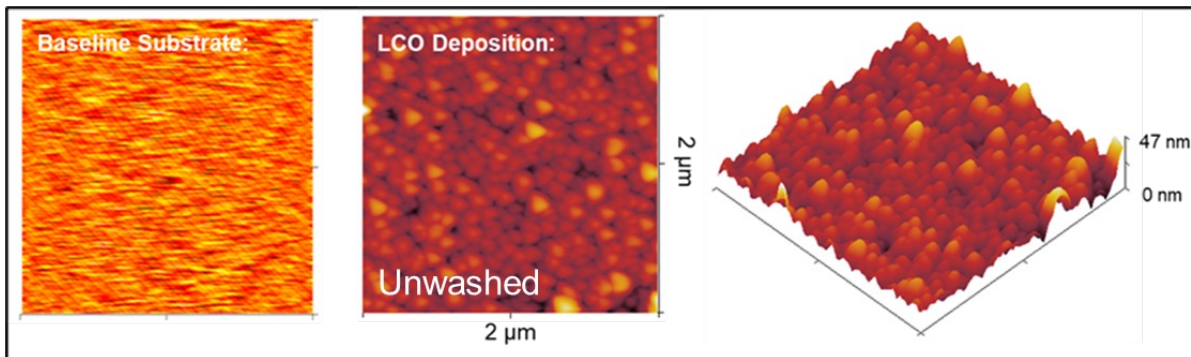 Baseline Substrate:
LCO Deposition:
Unwashed
2 µm
2 µm
47 nm
0 nm